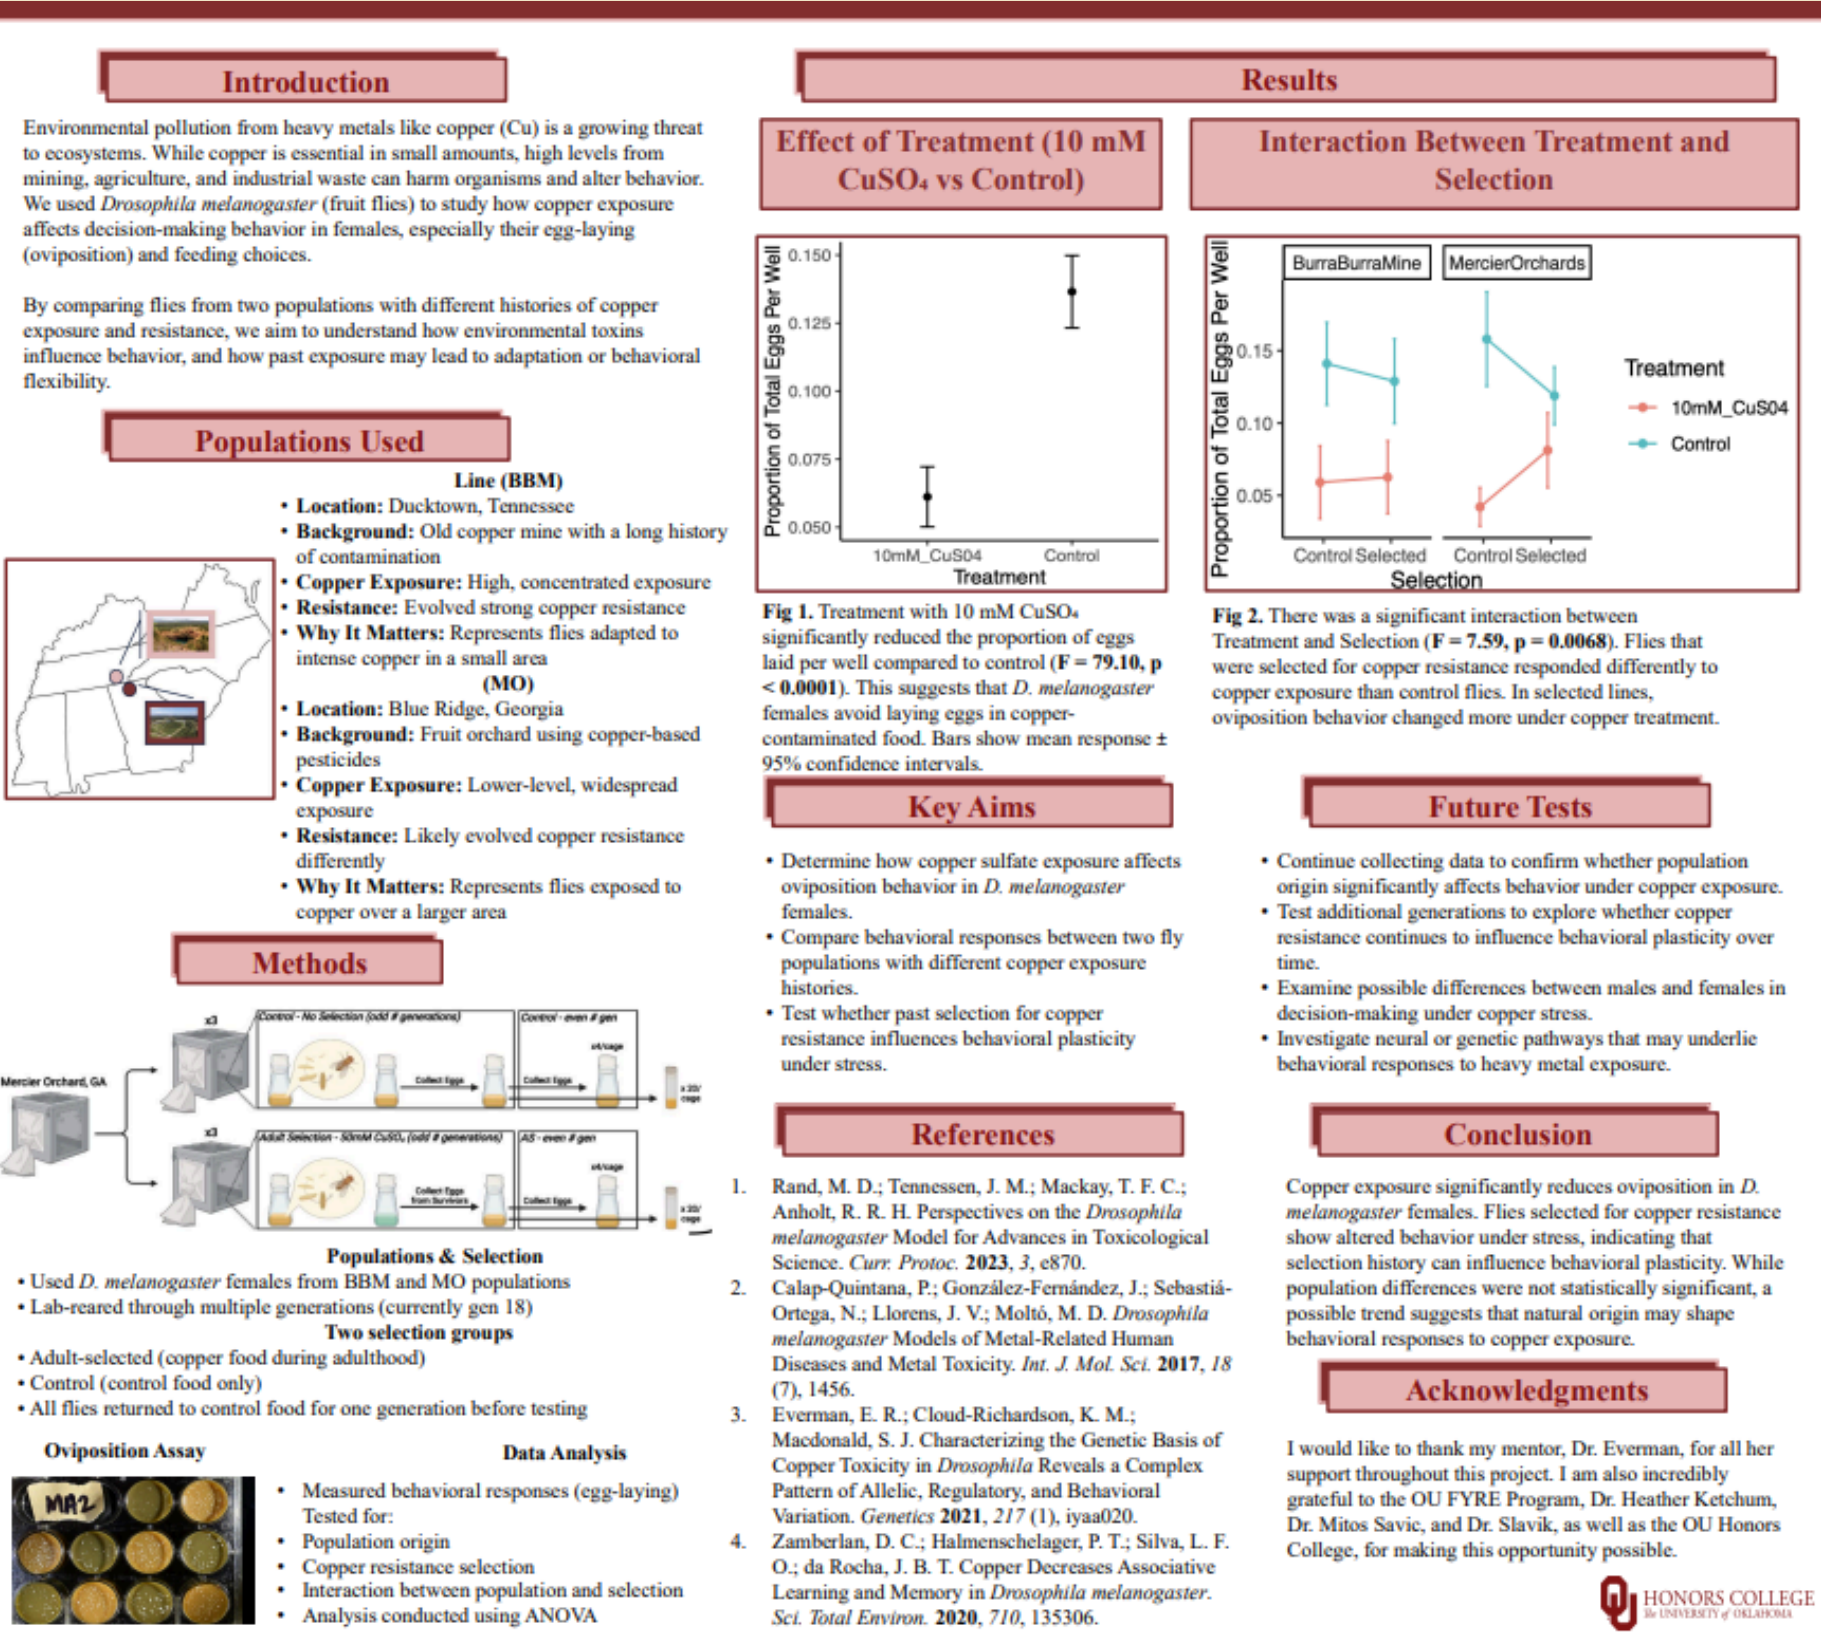 Introduction
Environmental pollution from heavy metals like copper (Cu) is a growing threat
to ecosystems. While copper is essential in small amounts, high levels from
mining, agriculture, and industrial waste can harm organisms and alter behavior.
We used Drosophila melanogaster (fruit flies) to study how copper exposure
affects decision-making behavior in females, especially their egg-laying
(oviposition) and feeding choices.
By comparing flies from two populations with different histories of copper
exposure and resistance, we aim to understand how environmental toxins
influence behavior, and how past exposure may lead to adaptation or behavioral
flexibility.
Populations Used
Line (BBM)
• Location: Ducktown, Tennessee
• Background: Old copper mine with a long history
of contamination
• Copper Exposure: High, concentrated exposure
• Resistance: Evolved strong copper resistance
• Why It Matters: Represents flies adapted to
intense copper in a small area
(MO)
• Location: Blue Ridge, Georgia
• Background: Fruit orchard using copper-based
pesticides
• Copper Exposure: Lower-level, widespread
exposure
• Resistance: Likely evolved copper resistance
differently
• Why It Matters: Represents flies exposed to
copper over a larger area
Methods
Mercier Orchard, GA
x3
Control - No Selection (odd # generations)
Collect Eggs
Control - even # gen
x4/cage
Collect Eggs
x 20/
cage
x3
Adult Selection - 50mM CuSO₄ (odd # generations)
Collect Eggs
from Survivors
AS - even # gen
x4/cage
Collect Eggs
x 20/
cage
Populations & Selection
• Used D. melanogaster females from BBM and MO populations
• Lab-reared through multiple generations (currently gen 18)
Two selection groups
• Adult-selected (copper food during adulthood)
• Control (control food only)
• All flies returned to control food for one generation before testing
Oviposition Assay
MA2
Data Analysis
• Measured behavioral responses (egg-laying)
Tested for:
• Population origin
• Copper resistance selection
• Interaction between population and selection
• Analysis conducted using ANOVA
Results
Effect of Treatment (10 mM
CuSO₄ vs Control)
Proportion of Total Eggs Per Well
0.150
0.125
0.100
0.075
0.050
10mM_CuS04
Control
Treatment
Fig 1. Treatment with 10 mM CuSO₄
significantly reduced the proportion of eggs
laid per well compared to control (F = 79.10, p
< 0.0001). This suggests that D. melanogaster
females avoid laying eggs in copper-
contaminated food. Bars show mean response ±
95% confidence intervals.
Interaction Between Treatment and
Selection
Proportion of Total Eggs Per Well
BurraBurraMine
MercierOrchards
0.15
0.10
0.05
Control Selected
Control Selected
Selection
Treatment
10mM_CuS04
Control
Fig 2. There was a significant interaction between
Treatment and Selection (F = 7.59, p = 0.0068). Flies that
were selected for copper resistance responded differently to
copper exposure than control flies. In selected lines,
oviposition behavior changed more under copper treatment.
Key Aims
• Determine how copper sulfate exposure affects
oviposition behavior in D. melanogaster
females.
• Compare behavioral responses between two fly
populations with different copper exposure
histories.
• Test whether past selection for copper
resistance influences behavioral plasticity
under stress.
Future Tests
• Continue collecting data to confirm whether population
origin significantly affects behavior under copper exposure.
• Test additional generations to explore whether copper
resistance continues to influence behavioral plasticity over
time.
• Examine possible differences between males and females in
decision-making under copper stress.
• Investigate neural or genetic pathways that may underlie
behavioral responses to heavy metal exposure.
References
1. Rand, M. D.; Tennessen, J. M.; Mackay, T. F. C.;
Anholt, R. R. H. Perspectives on the Drosophila
melanogaster Model for Advances in Toxicological
Science. Curr. Protoc. 2023, 3, e870.
2. Calap-Quintana, P.; González-Fernández, J.; Sebastiá-
Ortega, N.; Llorens, J. V.; Moltó, M. D. Drosophila
melanogaster Models of Metal-Related Human
Diseases and Metal Toxicity. Int. J. Mol. Sci. 2017, 18
(7), 1456.
3. Everman, E. R.; Cloud-Richardson, K. M.;
Macdonald, S. J. Characterizing the Genetic Basis of
Copper Toxicity in Drosophila Reveals a Complex
Pattern of Allelic, Regulatory, and Behavioral
Variation. Genetics 2021, 217 (1), iyaa020.
4. Zamberlan, D. C.; Halmenschelager, P. T.; Silva, L. F.
O.; da Rocha, J. B. T. Copper Decreases Associative
Learning and Memory in Drosophila melanogaster.
Sci. Total Environ. 2020, 710, 135306.
Conclusion
Copper exposure significantly reduces oviposition in D.
melanogaster females. Flies selected for copper resistance
show altered behavior under stress, indicating that
selection history can influence behavioral plasticity. While
population differences were not statistically significant, a
possible trend suggests that natural origin may shape
behavioral responses to copper exposure.
Acknowledgments
I would like to thank my mentor, Dr. Everman, for all her
support throughout this project. I am also incredibly
grateful to the OU FYRE Program, Dr. Heather Ketchum,
Dr. Mitos Savic, and Dr. Slavik, as well as the OU Honors
College, for making this opportunity possible.
HONORS COLLEGE
The UNIVERSITY of OKLAHOMA